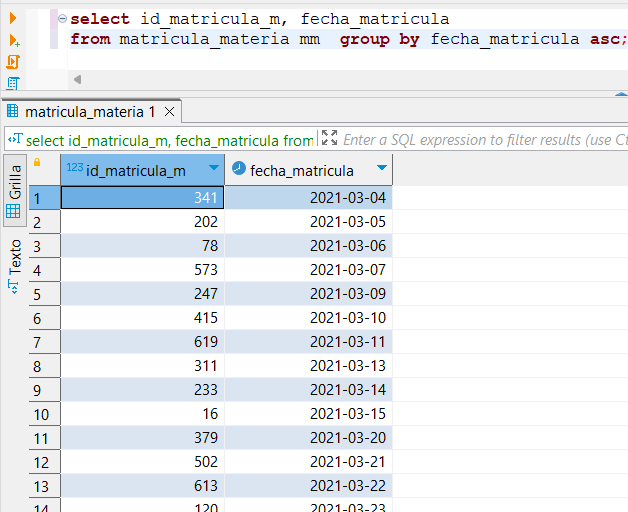 select id_matricula_m, fecha_matricula
from matricula_materia mm  group by fecha_matricula asc;
matricula_materia 1
select id_matricula_m, fecha_matricula from
Enter a SQL expression to filter results (use Ct
Grilla
Texto
123 id_matricula_m fecha_matricula
1 341 2021-03-04
2 202 2021-03-05
3 78 2021-03-06
4 573 2021-03-07
5 247 2021-03-09
6 415 2021-03-10
7 619 2021-03-11
8 311 2021-03-13
9 233 2021-03-14
10 16 2021-03-15
11 379 2021-03-20
12 502 2021-03-21
13 613 2021-03-22
14 120 2021-03-23